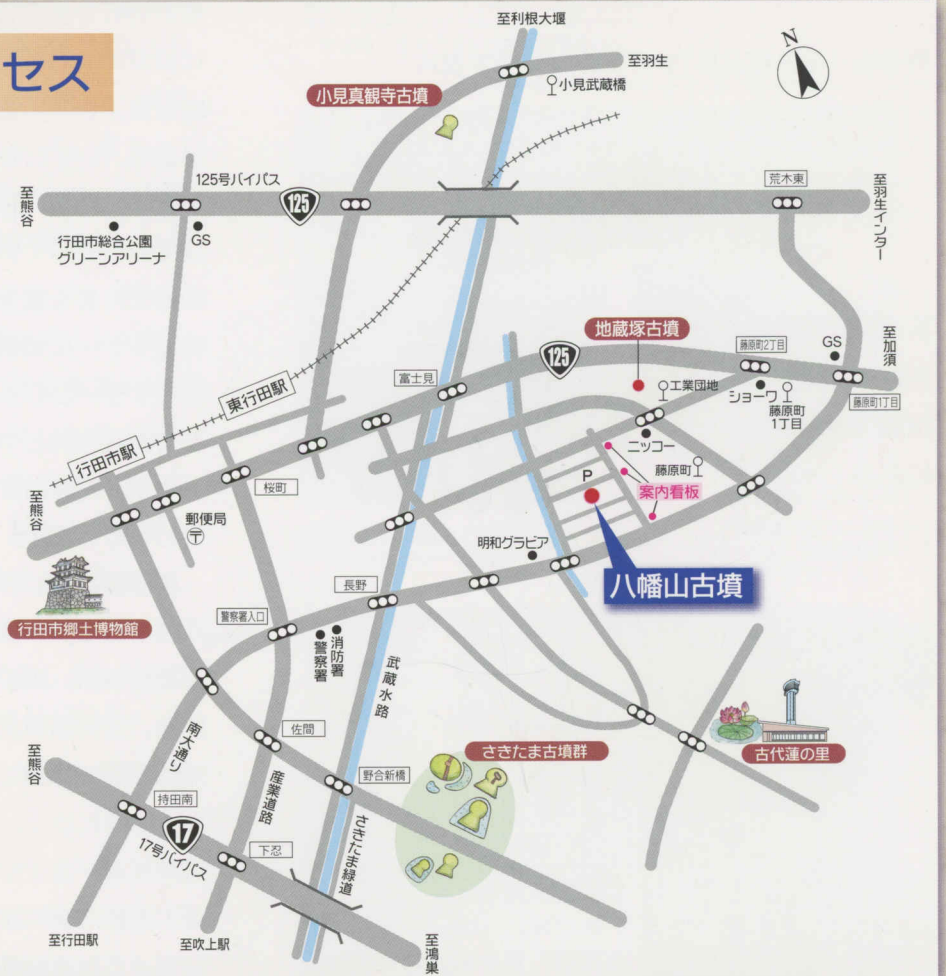 セス
至利根大堰
至羽生
小見武蔵橋
N
小見真観寺古墳
125号バイパス
125
荒木東
至熊谷
至羽生インター
行田市総合公園
グリーンアリーナ
GS
地蔵塚古墳
125
藤原町2丁目
GS
至加須
富士見
工業団地
ショーワ
藤原町
1丁目
藤原町1丁目
東行田駅
行田市駅
ニッコー
藤原町
P
案内看板
至熊谷
桜町
郵便局
〒
明和グラビア
八幡山古墳
長野
行田市郷土博物館
警察署入口
警察署
消防署
武蔵水路
佐間
さきたま古墳群
古代蓮の里
南大通り
至熊谷
産業道路
野合新橋
持田南
17
17号バイパス
下忍
さきたま緑道
至行田駅
至吹上駅
至鴻巣